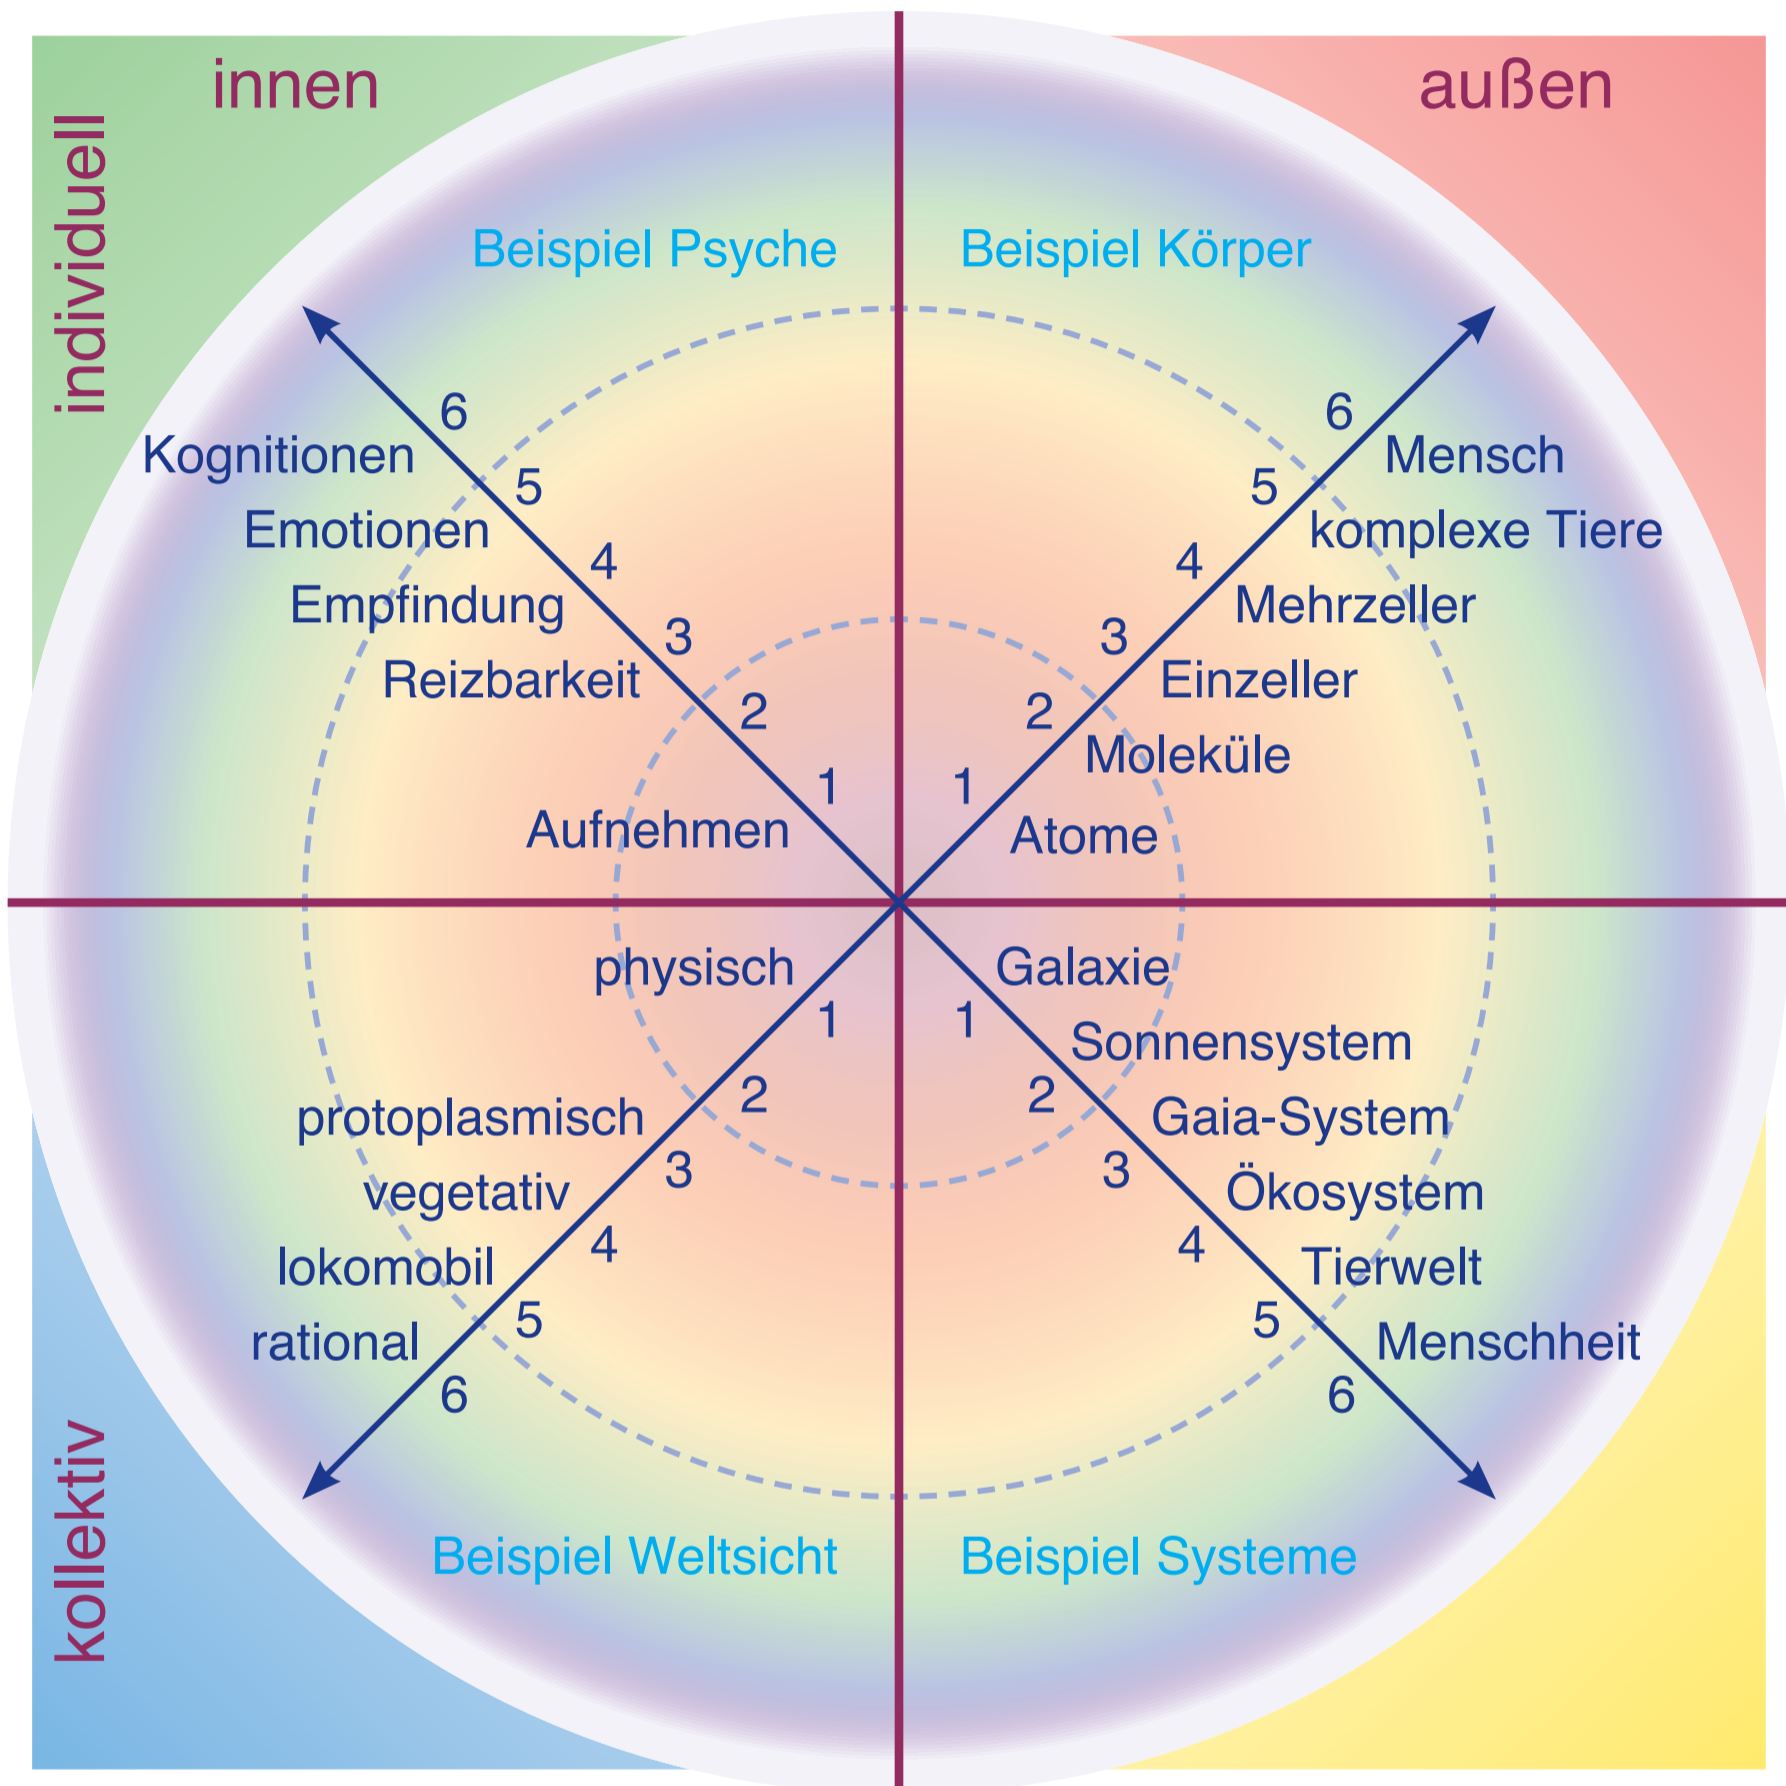 innen
außen
individuell
Beispiel Psyche
6
Kognitionen
5
Emotionen
4
Empfindung
3
Reizbarkeit
2
1
Aufnehmen
Beispiel Körper
6
Mensch
5
komplexe Tiere
4
Mehrzeller
3
Einzeller
2
Moleküle
1
Atome
kollektiv
physisch
1
2
protoplasmisch
3
vegetativ
4
lokomobil
5
rational
6
Beispiel Weltsicht
Galaxie
1
Sonnensystem
2
Gaia-System
3
Ökosystem
4
Tierwelt
5
Menschheit
6
Beispiel Systeme